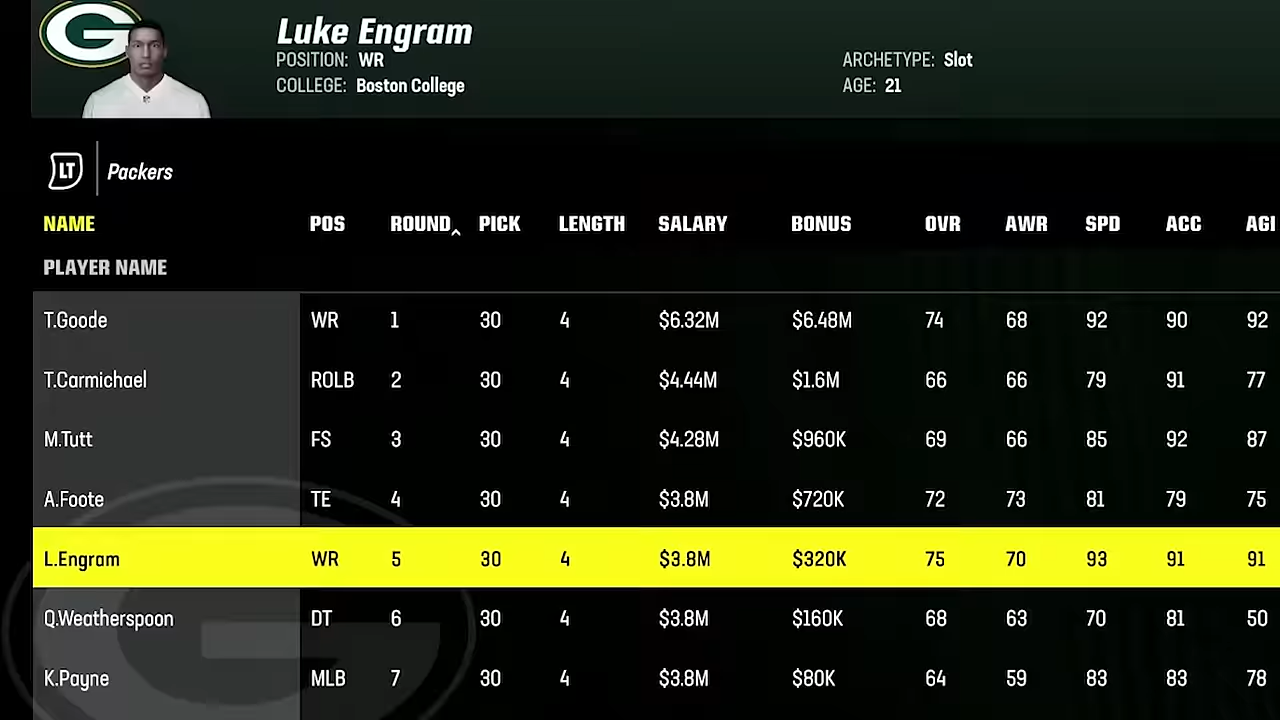 G
Luke Engram
POSITION: WR
COLLEGE: Boston College
ARCHETYPE: Slot
AGE: 21
LT Packers
NAME POS ROUND PICK LENGTH SALARY BONUS OVR AWR SPD ACC AGI
PLAYER NAME
T.Goode WR 1 30 4 $6.32M $6.48M 74 68 92 90 92
T.Carmichael ROLB 2 30 4 $4.44M $1.6M 66 66 79 91 77
M.Tutt FS 3 30 4 $4.28M $960K 69 66 85 92 87
A.Foote TE 4 30 4 $3.8M $720K 72 73 81 79 75
L.Engram WR 5 30 4 $3.8M $320K 75 70 93 91 91
Q.Weatherspoon DT 6 30 4 $3.8M $160K 68 63 70 81 50
K.Payne MLB 7 30 4 $3.8M $80K 64 59 83 83 78